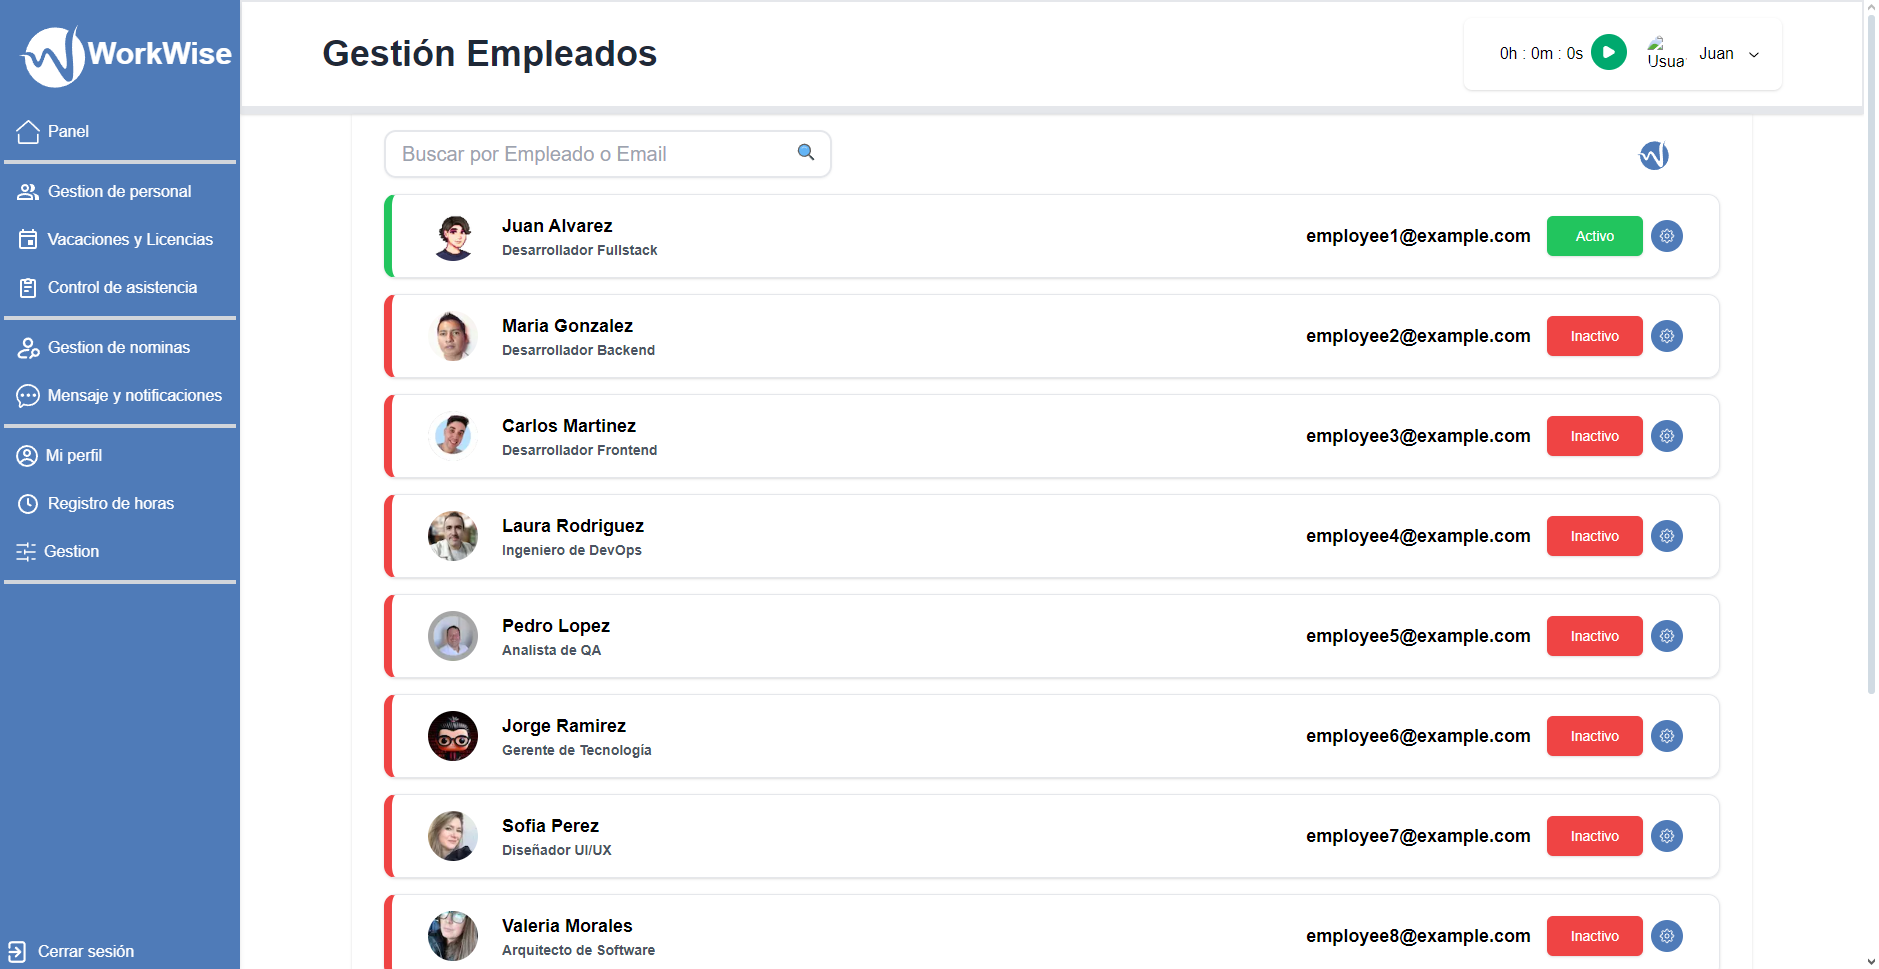 WorkWise
Panel
Gestion de personal
Vacaciones y Licencias
Control de asistencia
Gestion de nominas
Mensaje y notificaciones
Mi perfil
Registro de horas
Gestion
Cerrar sesión
Gestión Empleados
0h : 0m : 0s
Usua
Juan
Buscar por Empleado o Email
Juan Alvarez
Desarrollador Fullstack
employee1@example.com
Activo
Maria Gonzalez
Desarrollador Backend
employee2@example.com
Inactivo
Carlos Martinez
Desarrollador Frontend
employee3@example.com
Inactivo
Laura Rodriguez
Ingeniero de DevOps
employee4@example.com
Inactivo
Pedro Lopez
Analista de QA
employee5@example.com
Inactivo
Jorge Ramirez
Gerente de Tecnología
employee6@example.com
Inactivo
Sofia Perez
Diseñador UI/UX
employee7@example.com
Inactivo
Valeria Morales
Arquitecto de Software
employee8@example.com
Inactivo